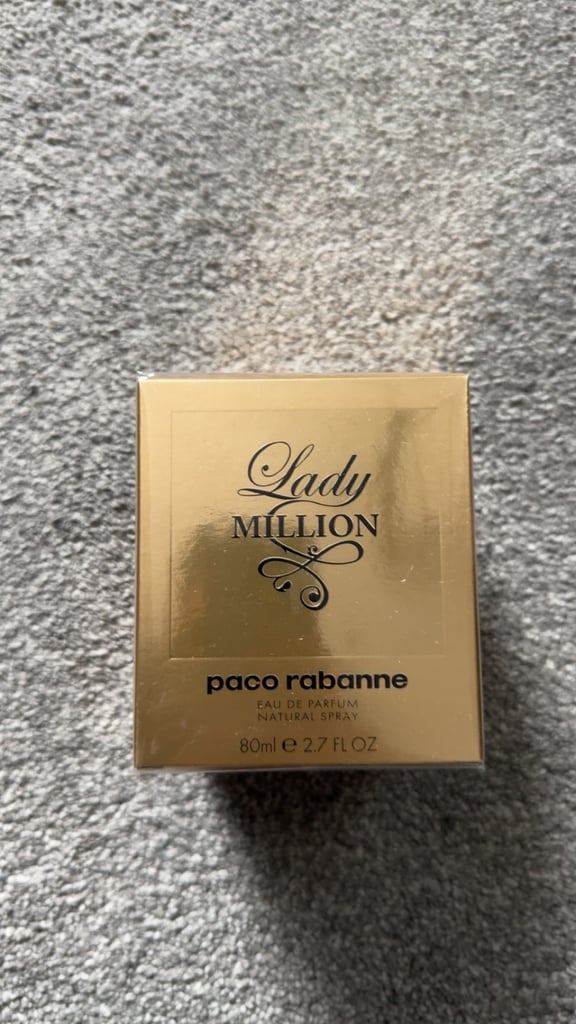 Lady
MILLION
paco rabanne
EAU DE PARFUM
NATURAL SPRAY
80ml ℮ 2.7 FL OZ